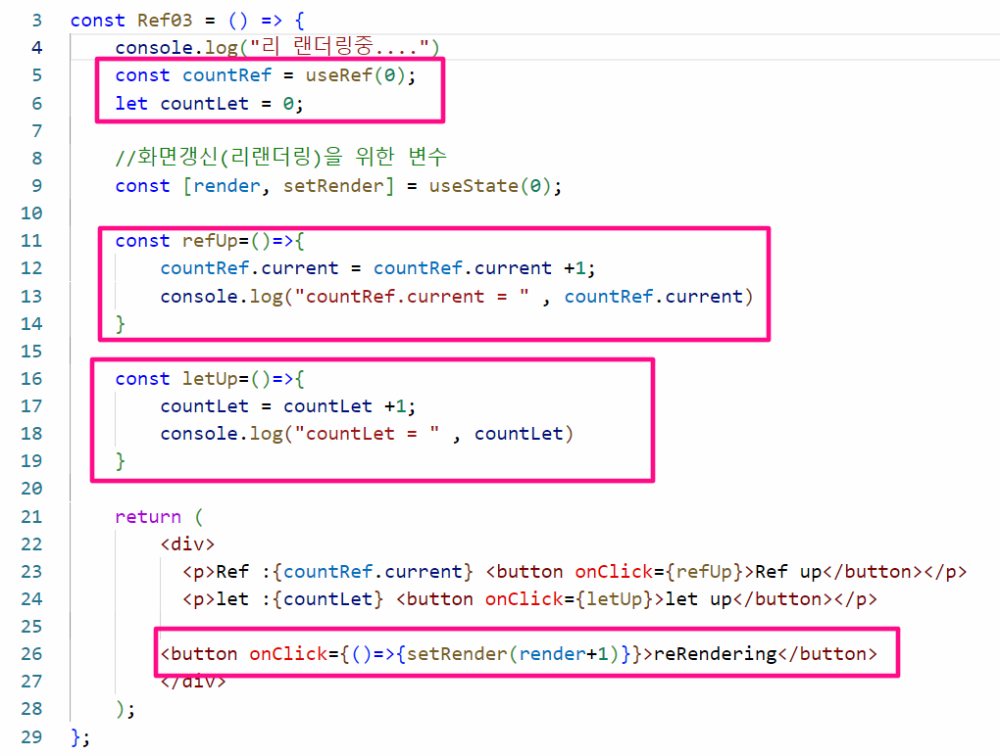 3 const Ref03 = () => {
4 console.log("리 랜더링중....")
5 const countRef = useRef(0);
6 let countLet = 0;
7
8 //화면갱신(리랜더링)을 위한 변수
9 const [render, setRender] = useState(0);
10
11 const refUp=()=>{
12 countRef.current = countRef.current +1;
13 console.log("countRef.current = " , countRef.current)
14 }
15
16 const letUp=()=>{
17 countLet = countLet +1;
18 console.log("countLet = " , countLet)
19 }
20
21 return (
22 <div>
23 <p>Ref :{countRef.current} <button onClick={refUp}>Ref up</button></p>
24 <p>let :{countLet} <button onClick={letUp}>let up</button></p>
25
26 <button onClick={()=>{setRender(render+1)}}>reRendering</button>
27 </div>
28 );
29 };